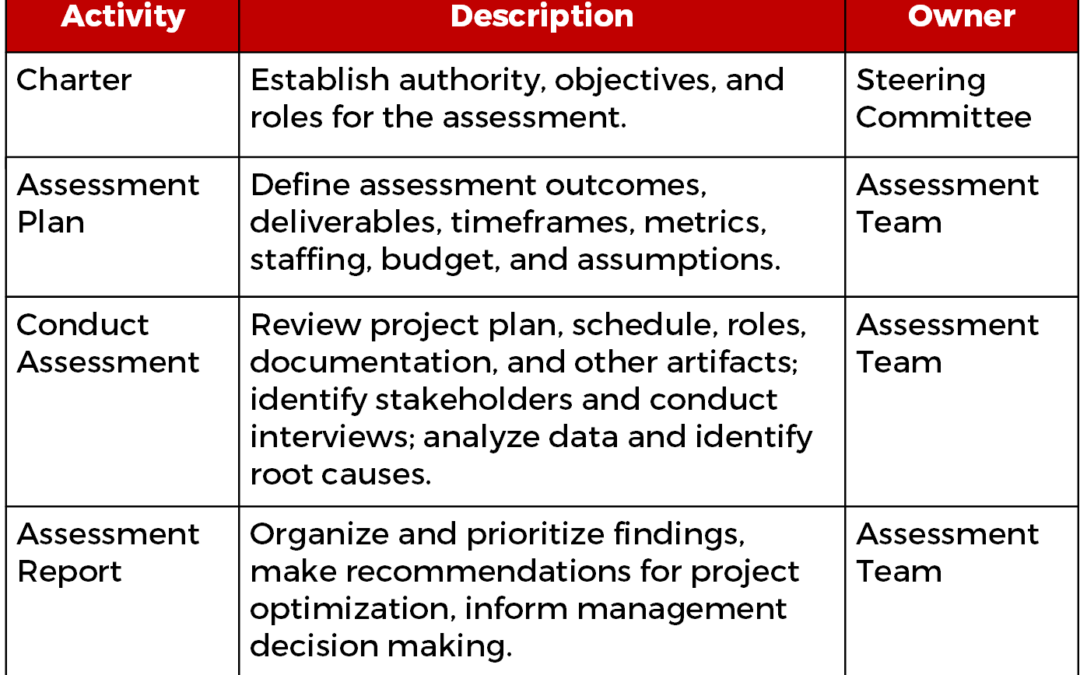 Activity
Description
Owner
Charter
Establish authority, objectives, and
roles for the assessment.
Steering
Committee
Assessment
Plan
Define assessment outcomes,
deliverables, timeframes, metrics,
staffing, budget, and assumptions.
Assessment
Team
Conduct
Assessment
Review project plan, schedule, roles,
documentation, and other artifacts;
identify stakeholders and conduct
interviews; analyze data and identify
root causes.
Assessment
Team
Assessment
Report
Organize and prioritize findings,
make recommendations for project
optimization, inform management
decision making.
Assessment
Team